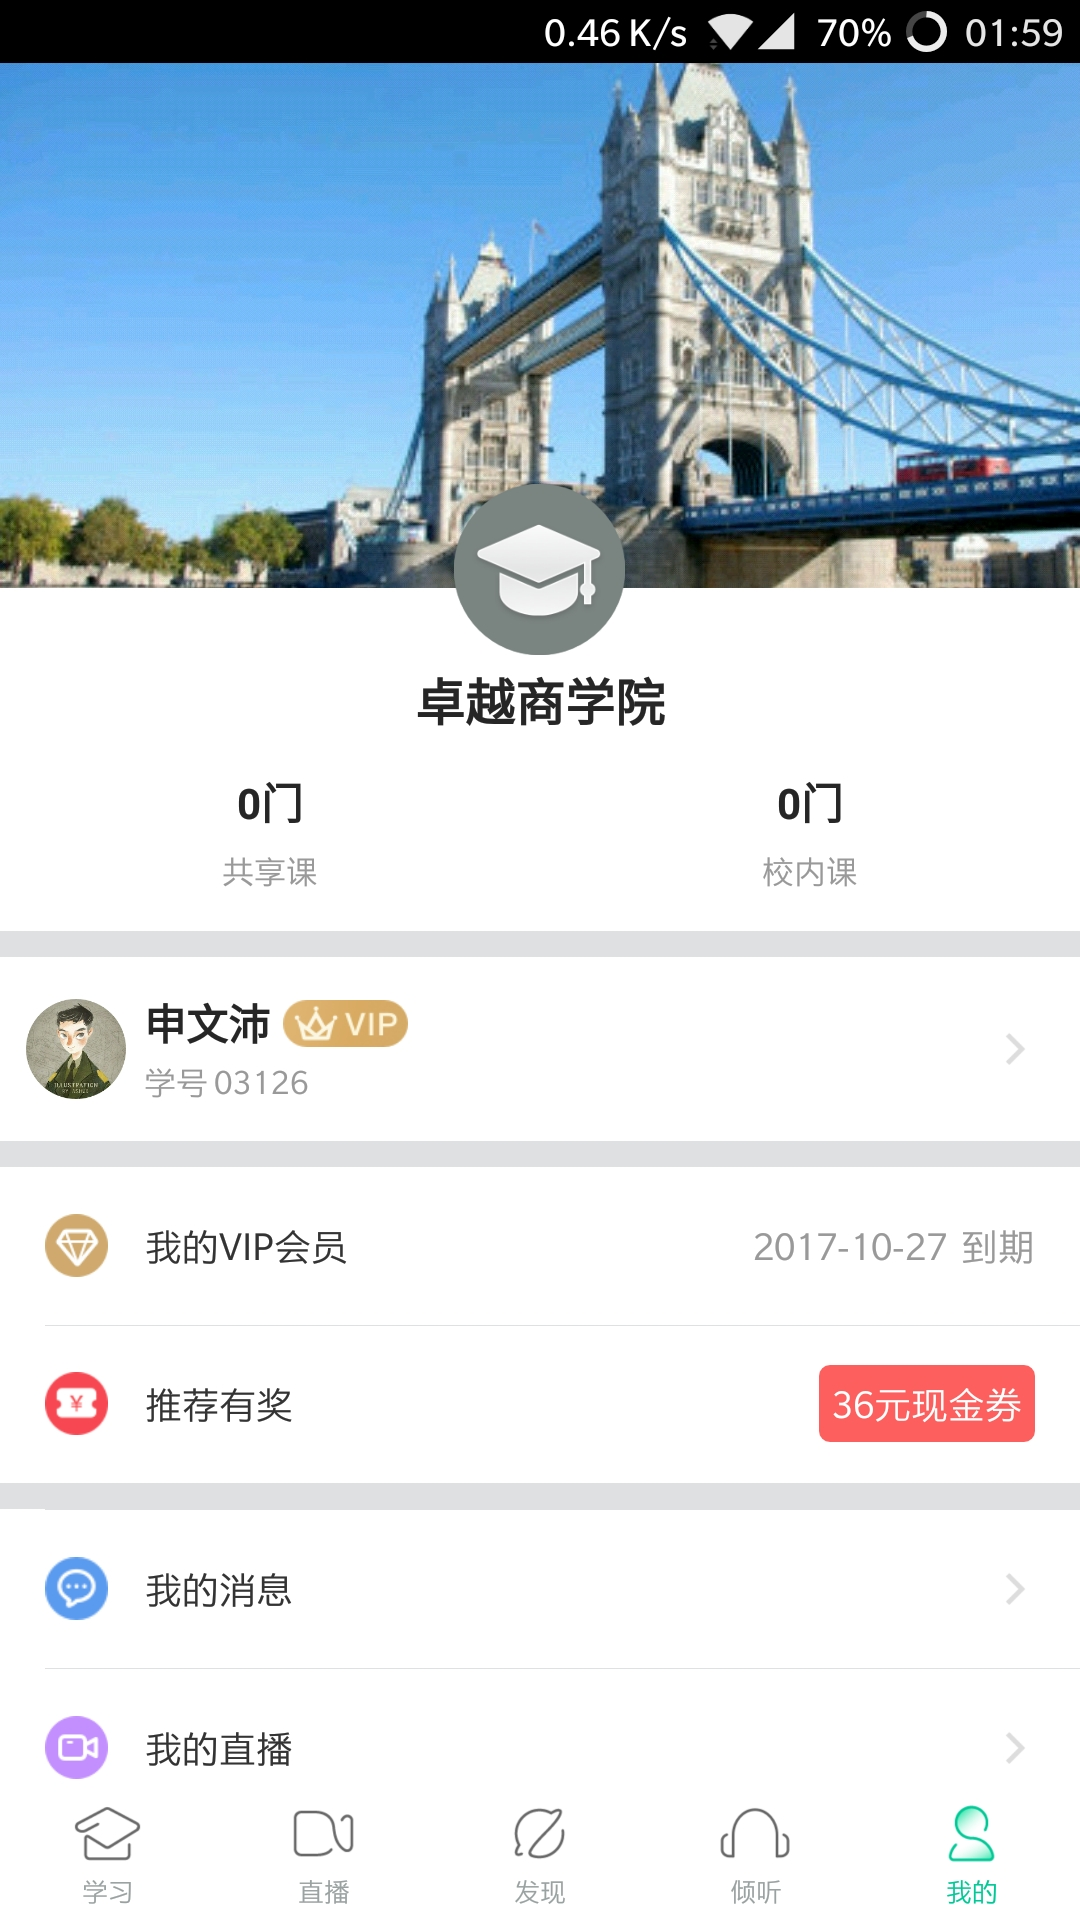 0.46 K/s 70% 01:59
卓越商学院
0门 0门
共享课 校内课
申文沛 VIP
学号 03126
我的VIP会员 2017-10-27 到期
推荐有奖 36元现金券
我的消息
我的直播
学习 直播 发现 倾听 我的